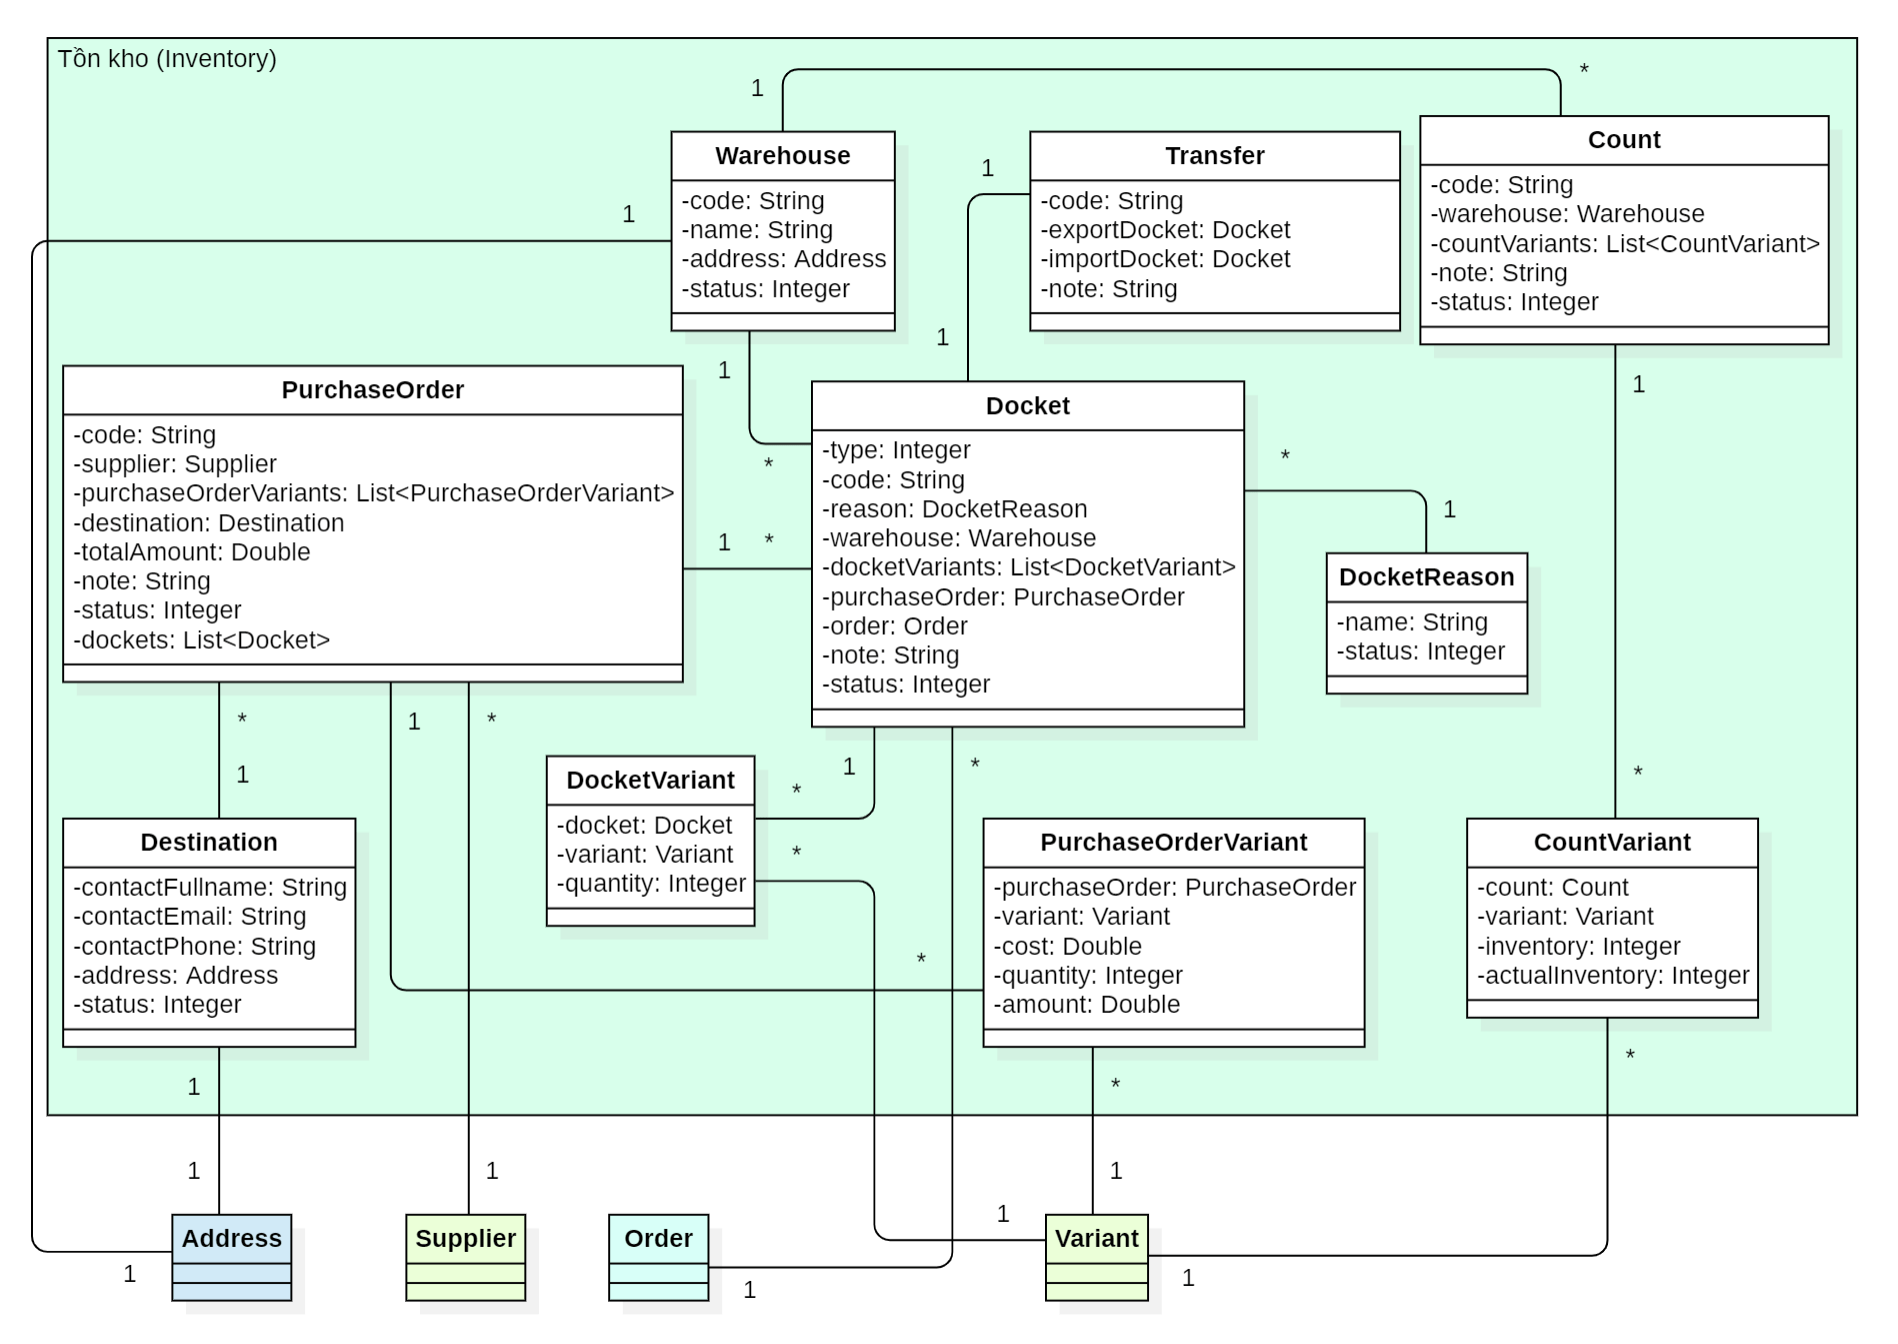 Tồn kho (Inventory)
1
*
Warehouse
-code: String
-name: String
-address: Address
-status: Integer
1
1
Transfer
-code: String
-exportDocket: Docket
-importDocket: Docket
-note: String
1
1
Count
-code: String
-warehouse: Warehouse
-countVariants: List<CountVariant>
-note: String
-status: Integer
1
PurchaseOrder
-code: String
-supplier: Supplier
-purchaseOrderVariants: List<PurchaseOrderVariant>
-destination: Destination
-totalAmount: Double
-note: String
-status: Integer
-dockets: List<Docket>
*
1 *
Docket
-type: Integer
-code: String
-reason: DocketReason
-warehouse: Warehouse
-docketVariants: List<DocketVariant>
-purchaseOrder: PurchaseOrder
-order: Order
-note: String
-status: Integer
*
1
DocketReason
-name: String
-status: Integer
* 1 *
1
1 *
*
DocketVariant
-docket: Docket
-variant: Variant
-quantity: Integer
*
*
*
Destination
-contactFullname: String
-contactEmail: String
-contactPhone: String
-address: Address
-status: Integer
PurchaseOrderVariant
-purchaseOrder: PurchaseOrder
-variant: Variant
-cost: Double
-quantity: Integer
-amount: Double
CountVariant
-count: Count
-variant: Variant
-inventory: Integer
-actualInventory: Integer
*
1
*
*
1
1
1
1
Address
Supplier
Order
Variant
1
1
1